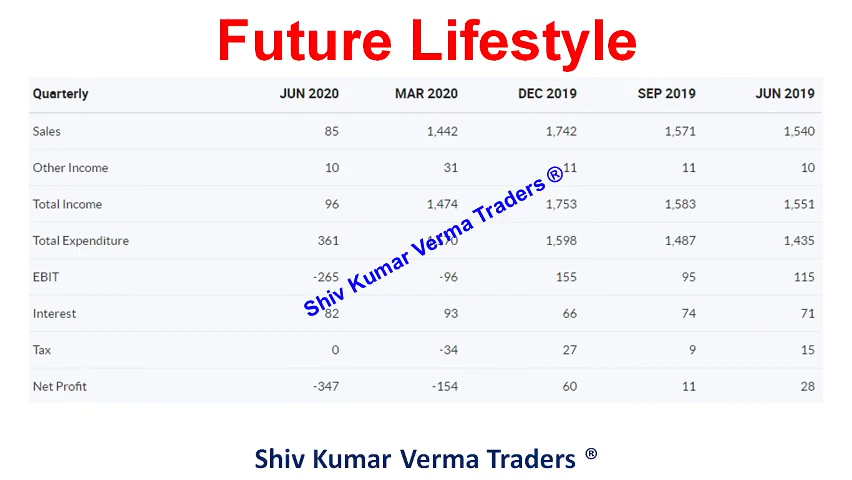 Future Lifestyle
Quarterly JUN 2020 MAR 2020 DEC 2019 SEP 2019 JUN 2019
Sales 85 1,442 1,742 1,571 1,540
Other Income 10 31 11 11 10
Total Income 96 1,474 1,753 1,583 1,551
Total Expenditure 361 1,598 1,487 1,435
EBIT -265 -96 155 95 115
Interest 82 93 66 74 71
Tax 0 -34 27 9 15
Net Profit -347 -154 60 11 28
Shiv Kumar Verma Traders ®
Shiv Kumar Verma Traders ®